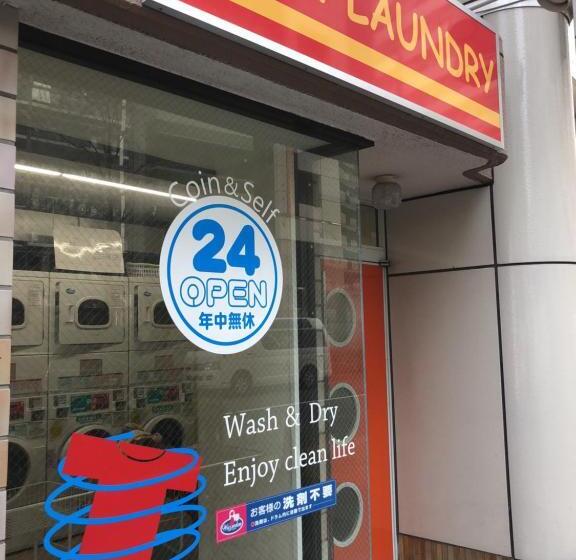 LAUNDRY
Coin & Self
24
OPEN
年中無休
Wash & Dry
Enjoy clean life
お客様の洗剤不要